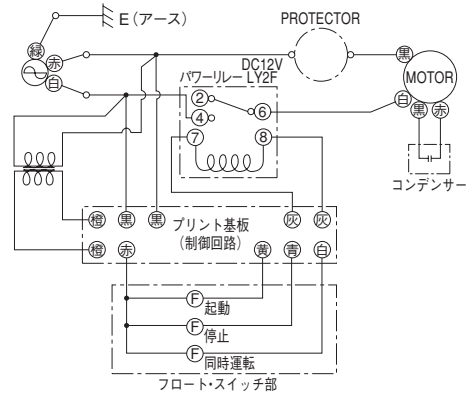 E（アース）
PROTECTOR
緑
赤
白
DC12V
パワーリレー LY2F
黒
MOTOR
白
黒 赤
コンデンサー
2
4
6
7
8
橙 黒 黒 プリント基板 灰 灰
（制御回路）
橙 赤 黄 青 白
F 起動
F 停止
F 同時運転
フロート・スイッチ部